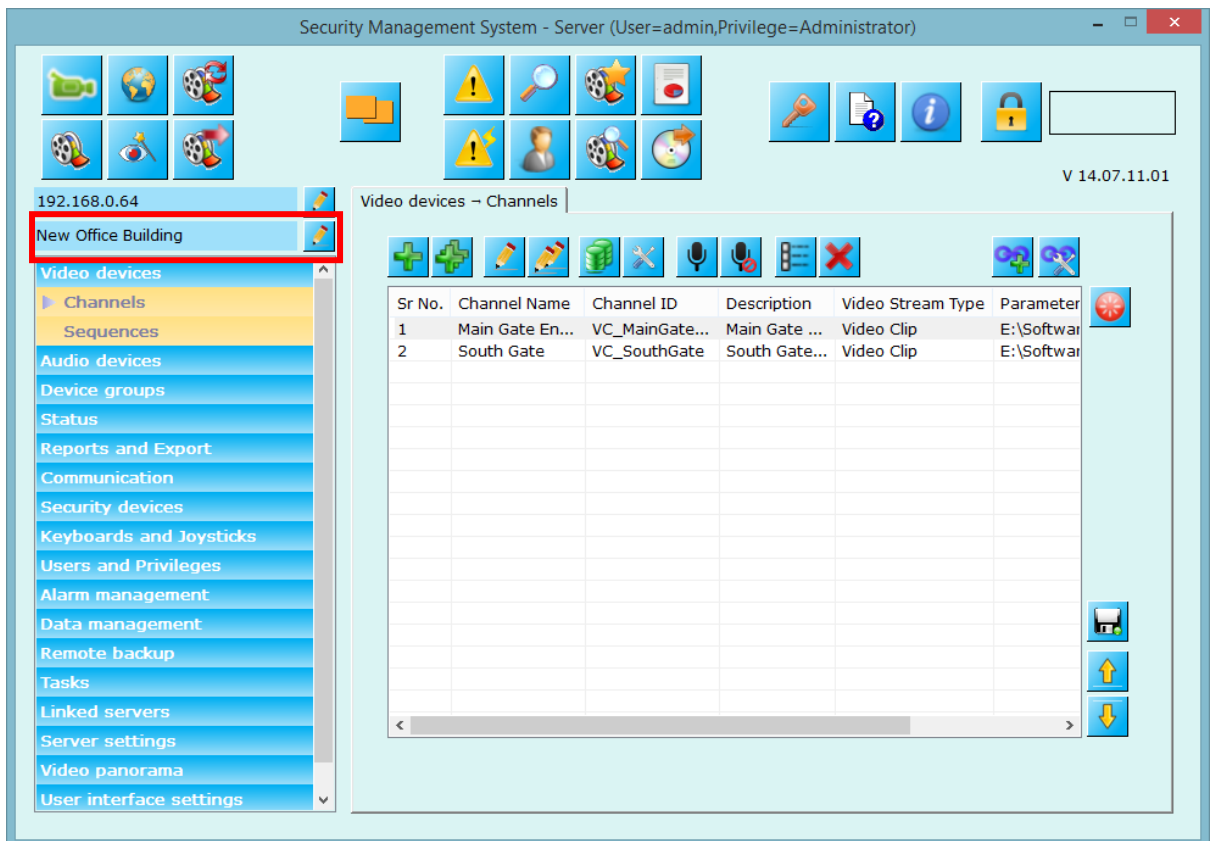 Security Management System - Server (User=admin,Privilege=Administrator)
V 14.07.11.01
192.168.0.64
New Office Building
Video devices
Channels
Sequences
Audio devices
Device groups
Status
Reports and Export
Communication
Security devices
Keyboards and Joysticks
Users and Privileges
Alarm management
Data management
Remote backup
Tasks
Linked servers
Server settings
Video panorama
User interface settings
Video devices → Channels
Sr No. Channel Name Channel ID Description Video Stream Type Parameter
1 Main Gate En... VC_MainGate... Main Gate ... Video Clip E:\Softwar
2 South Gate VC_SouthGate South Gate... Video Clip E:\Softwar